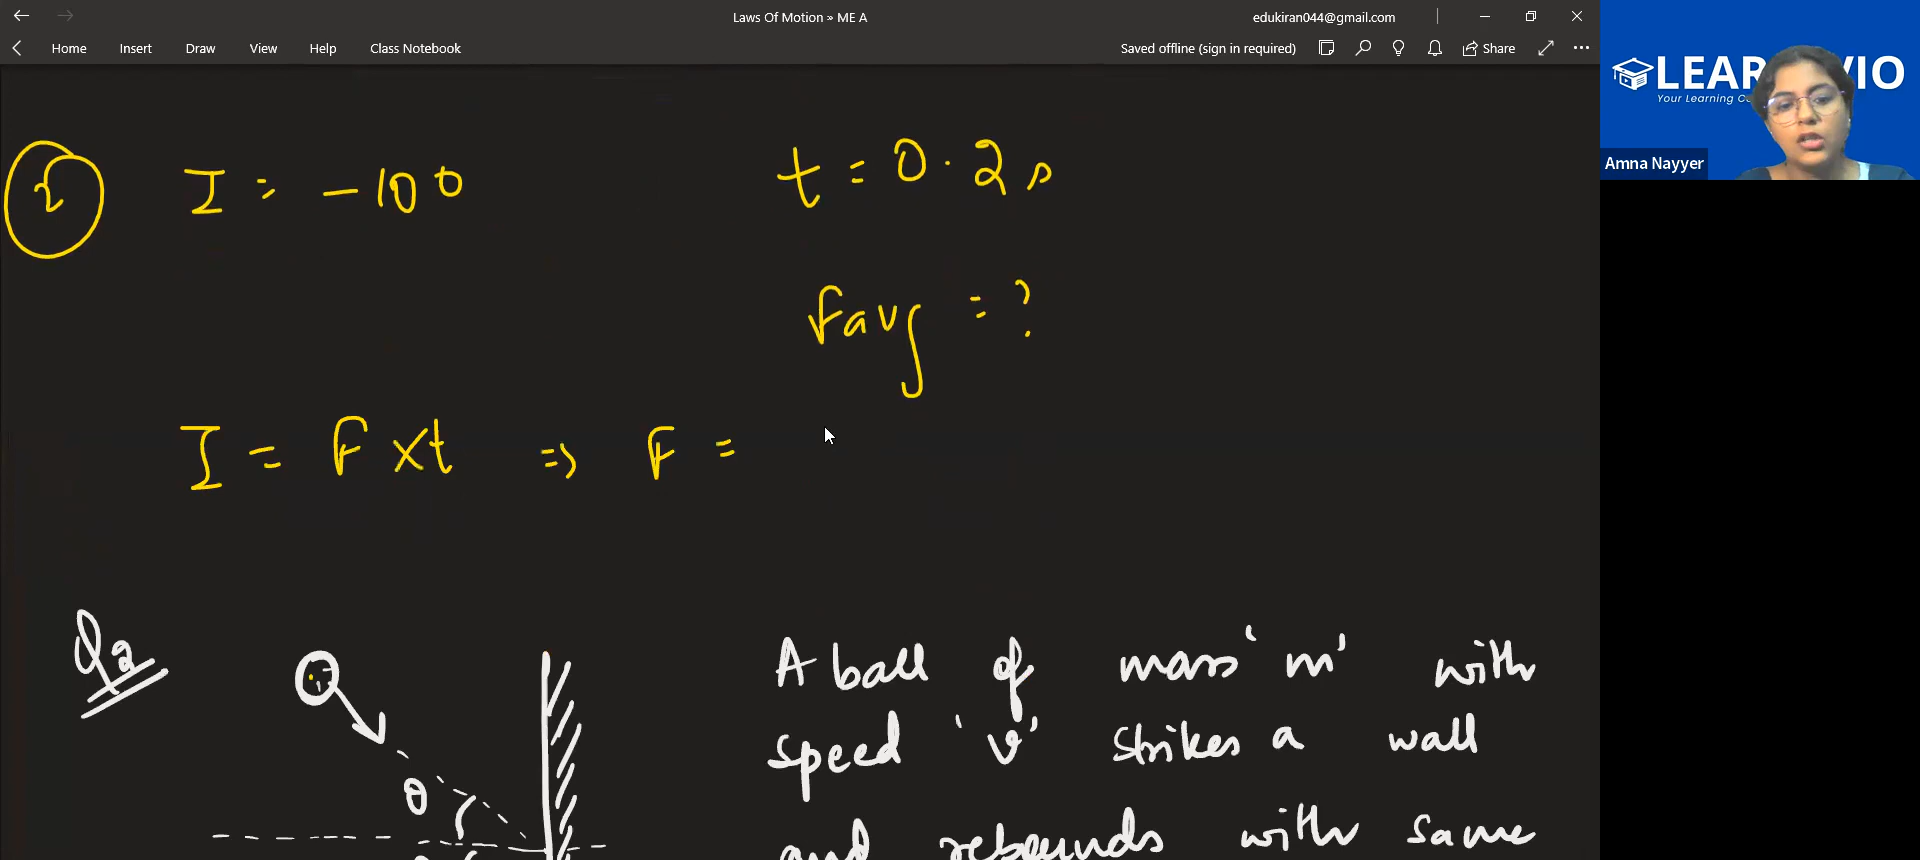 Laws Of Motion » ME A
edukiran044@gmail.com
Home Insert Draw View Help Class Notebook
Saved offline (sign in required) Share
LEAR VIO
Your Learning C
Amna Nayyer
I = -100
t = 0.2 s
Favg = ?
I = F x t => F =
Q2
A ball of mass 'm' with
speed 'v' strikes a wall
θ
and rebounds with same